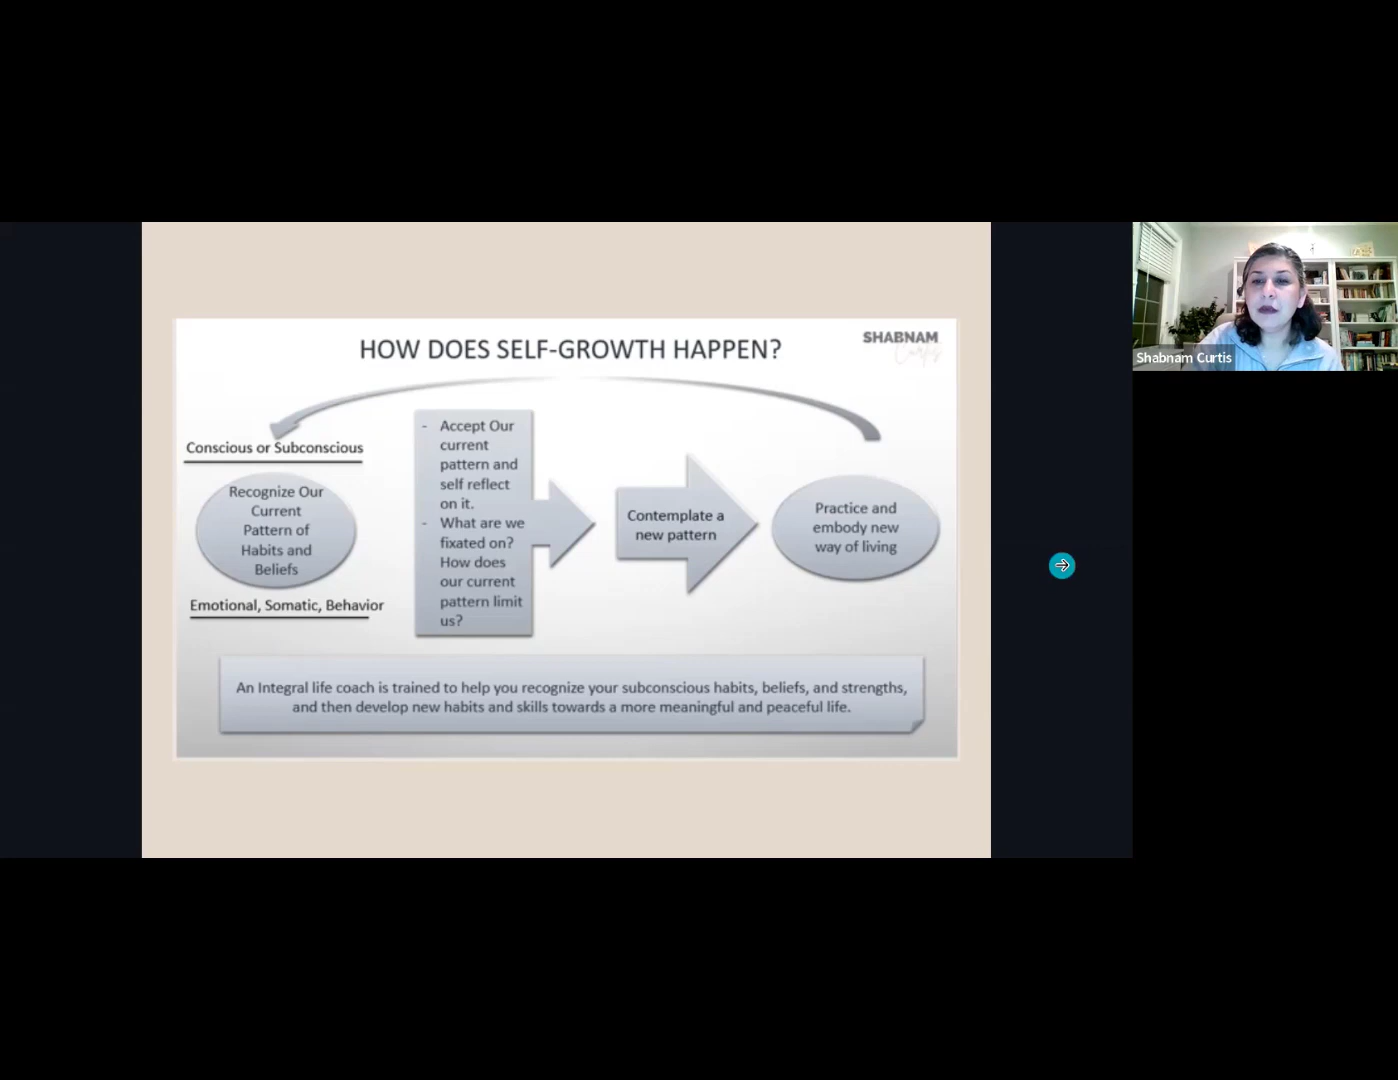 HOW DOES SELF-GROWTH HAPPEN?
SHABNAM
Curtis
Conscious or Subconscious
Recognize Our
Current
Pattern of
Habits and
Beliefs
Emotional, Somatic, Behavior
- Accept Our
current
pattern and
self reflect
on it.
- What are we
fixated on?
How does
our current
pattern limit
us?
Contemplate a
new pattern
Practice and
embody new
way of living
An Integral life coach is trained to help you recognize your subconscious habits, beliefs, and strengths,
and then develop new habits and skills towards a more meaningful and peaceful life.
Shabnam Curtis